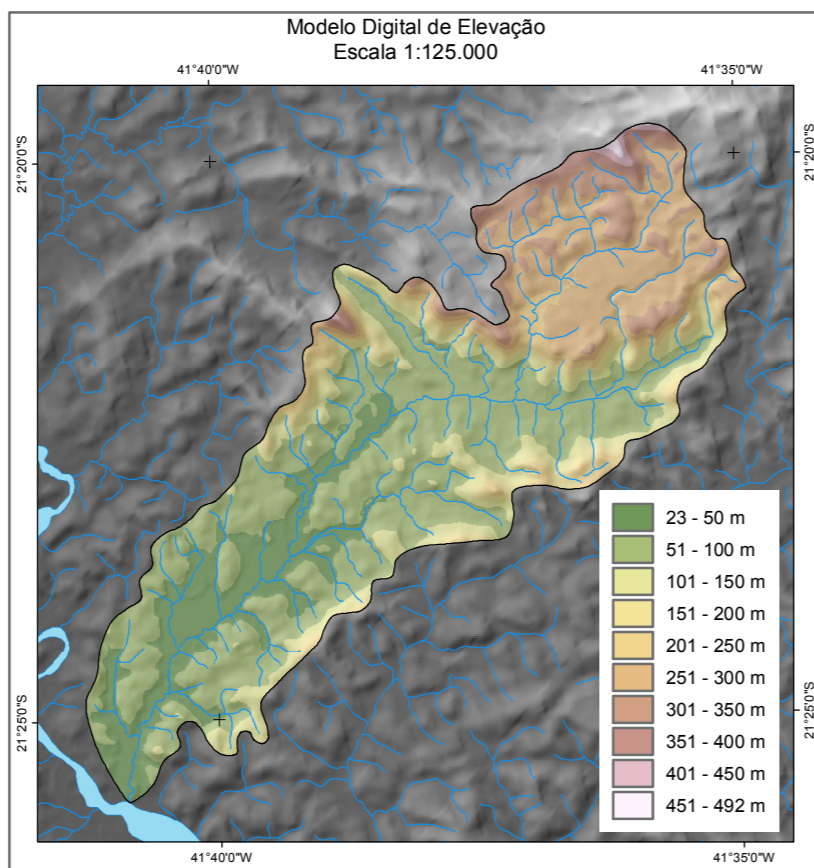 Modelo Digital de Elevação
Escala 1:125.000
41°40'0"W
41°35'0"W
21°20'0"S
21°20'0"S
21°25'0"S
21°25'0"S
23 - 50 m
51 - 100 m
101 - 150 m
151 - 200 m
201 - 250 m
251 - 300 m
301 - 350 m
351 - 400 m
401 - 450 m
451 - 492 m
41°40'0"W
41°35'0"W